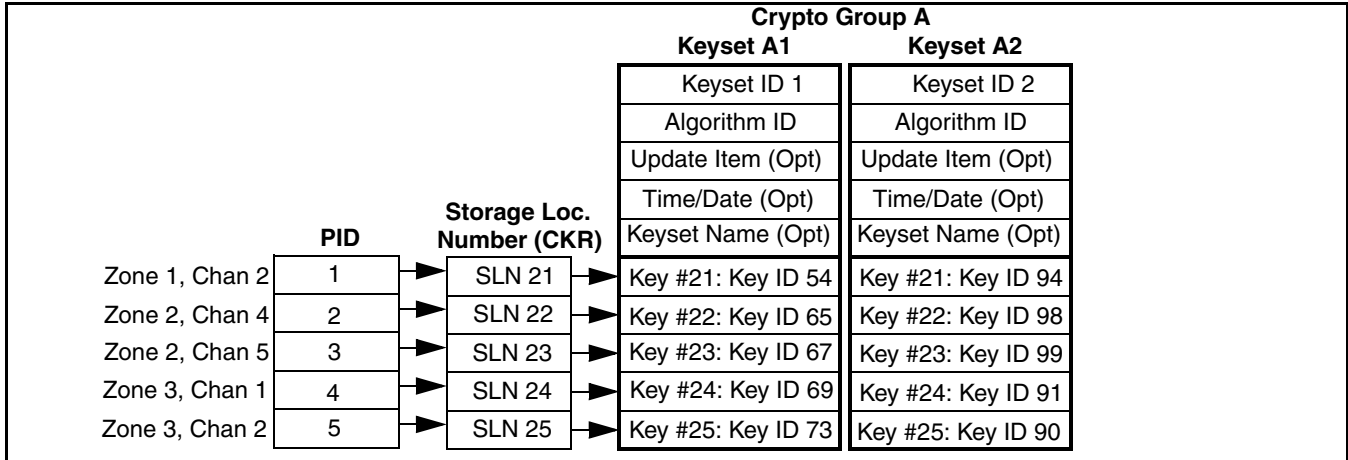 Crypto Group A
Keyset A1 Keyset A2
Keyset ID 1 Keyset ID 2
Algorithm ID Algorithm ID
Update Item (Opt) Update Item (Opt)
Time/Date (Opt) Time/Date (Opt)
Storage Loc.
PID Number (CKR) Keyset Name (Opt) Keyset Name (Opt)
Zone 1, Chan 2 1 SLN 21 Key #21: Key ID 54 Key #21: Key ID 94
Zone 2, Chan 4 2 SLN 22 Key #22: Key ID 65 Key #22: Key ID 98
Zone 2, Chan 5 3 SLN 23 Key #23: Key ID 67 Key #23: Key ID 99
Zone 3, Chan 1 4 SLN 24 Key #24: Key ID 69 Key #24: Key ID 91
Zone 3, Chan 2 5 SLN 25 Key #25: Key ID 73 Key #25: Key ID 90